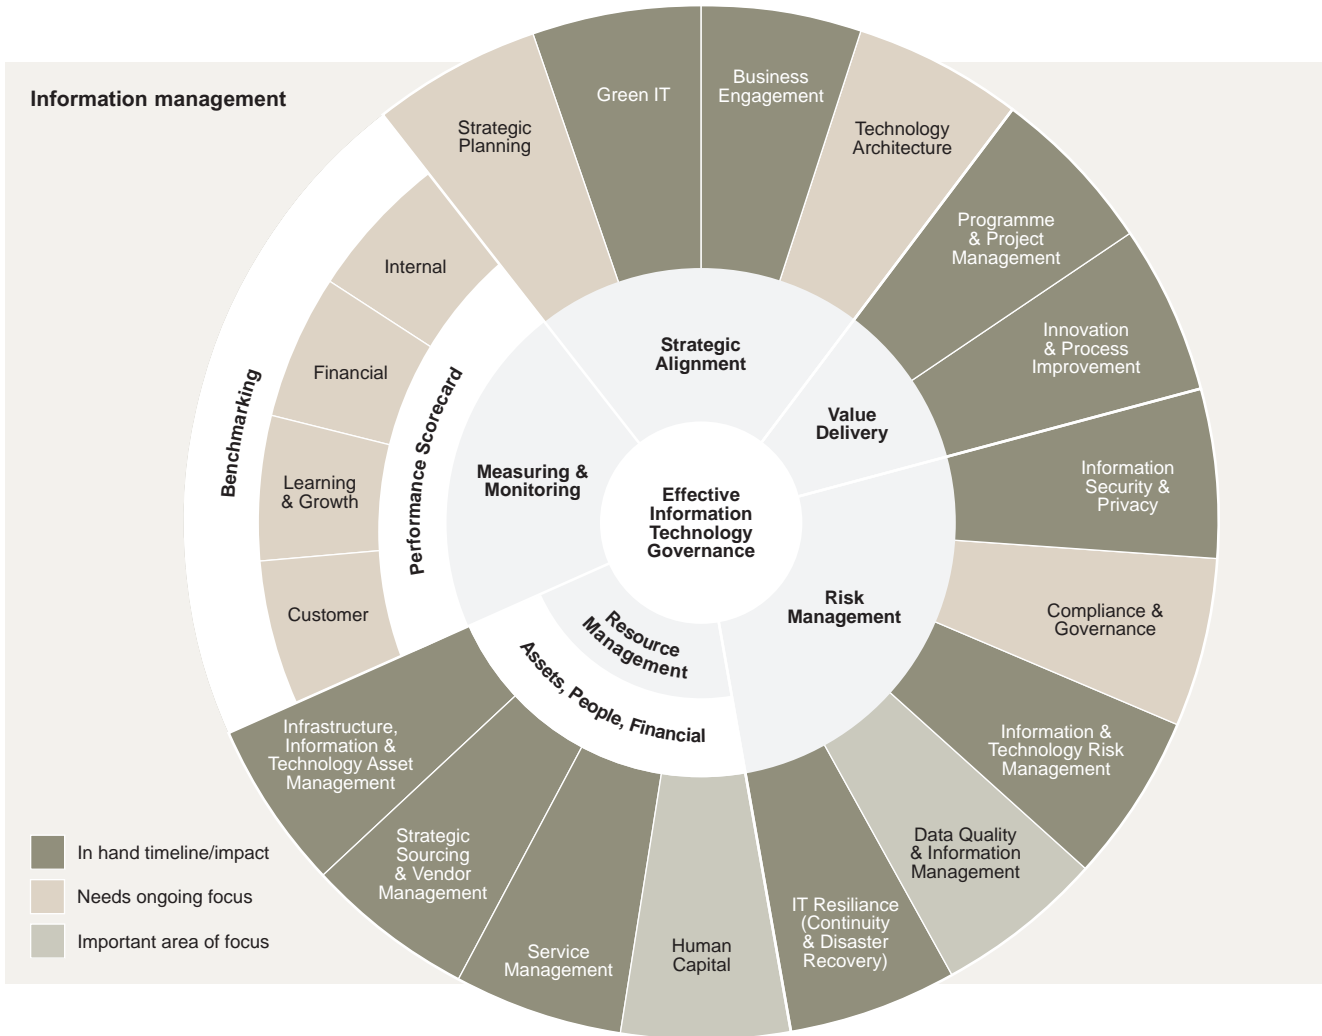 Information management
Strategic
Planning
Green IT
Business
Engagement
Technology
Architecture
Programme
& Project
Management
Innovation
& Process
Improvement
Information
Security &
Privacy
Compliance &
Governance
Information &
Technology Risk
Management
Data Quality
& Information
Management
IT Resiliance
(Continuity
& Disaster
Recovery)
Human
Capital
Service
Management
Strategic
Sourcing
& Vendor
Management
Infrastructure,
Information &
Technology Asset
Management
Benchmarking
Internal
Financial
Learning
& Growth
Customer
Performance Scorecard
Strategic
Alignment
Value
Delivery
Risk
Management
Resource
Management
Assets, People, Financial
Measuring &
Monitoring
Effective
Information
Technology
Governance
In hand timeline/impact
Needs ongoing focus
Important area of focus